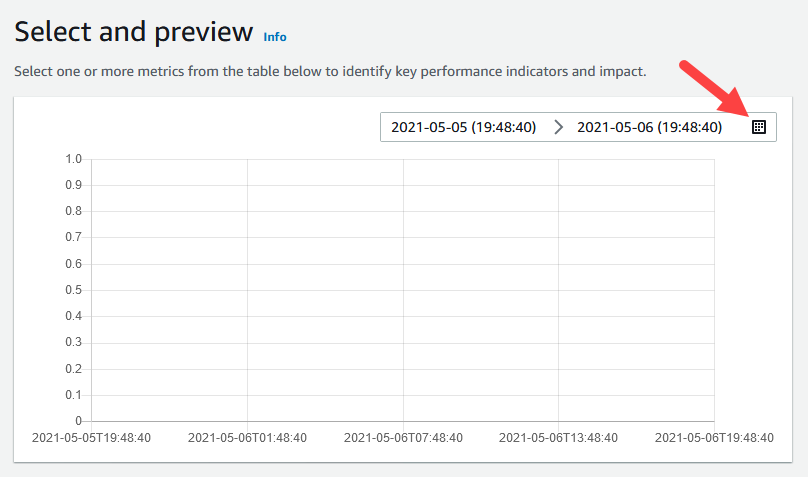 Select and preview Info
Select one or more metrics from the table below to identify key performance indicators and impact.
2021-05-05 (19:48:40) 2021-05-06 (19:48:40)
1.0
0.9
0.8
0.7
0.6
0.5
0.4
0.3
0.2
0.1
0
2021-05-05T19:48:40 2021-05-06T01:48:40 2021-05-06T07:48:40 2021-05-06T13:48:40 2021-05-06T19:48:40